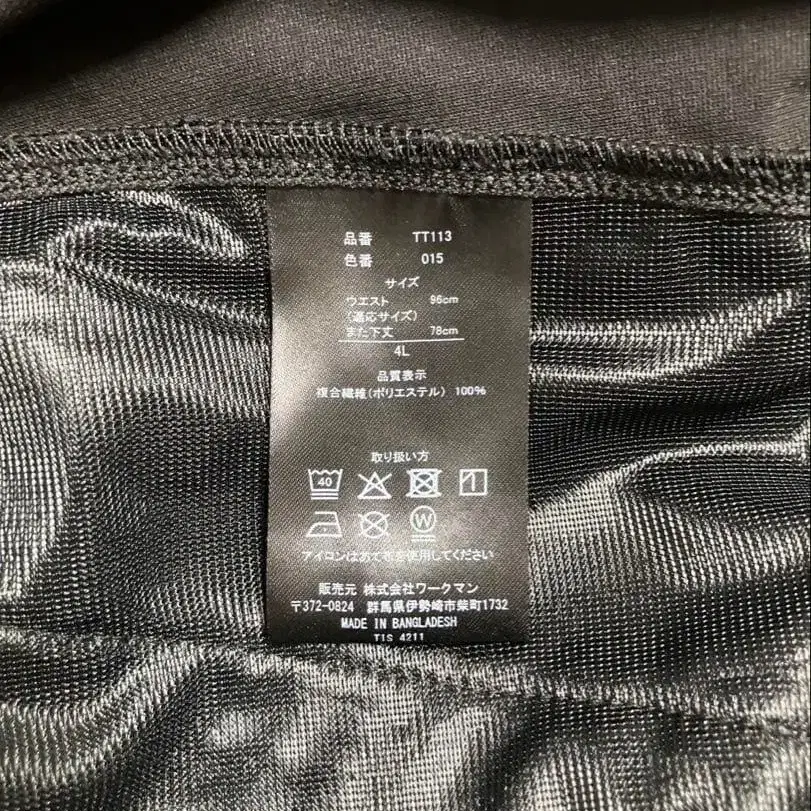 品番 TT113
色番 015
サイズ
ウエスト 96cm
(適応サイズ)
また下丈 78cm
4L
品質表示
複合繊維(ポリエステル) 100%
取り扱い方
40
W
アイロンはあて布を使用してください
販売元 株式会社ワークマン
〒372-0824 群馬県伊勢崎市柴町1732
MADE IN BANGLADESH
TIS 4211